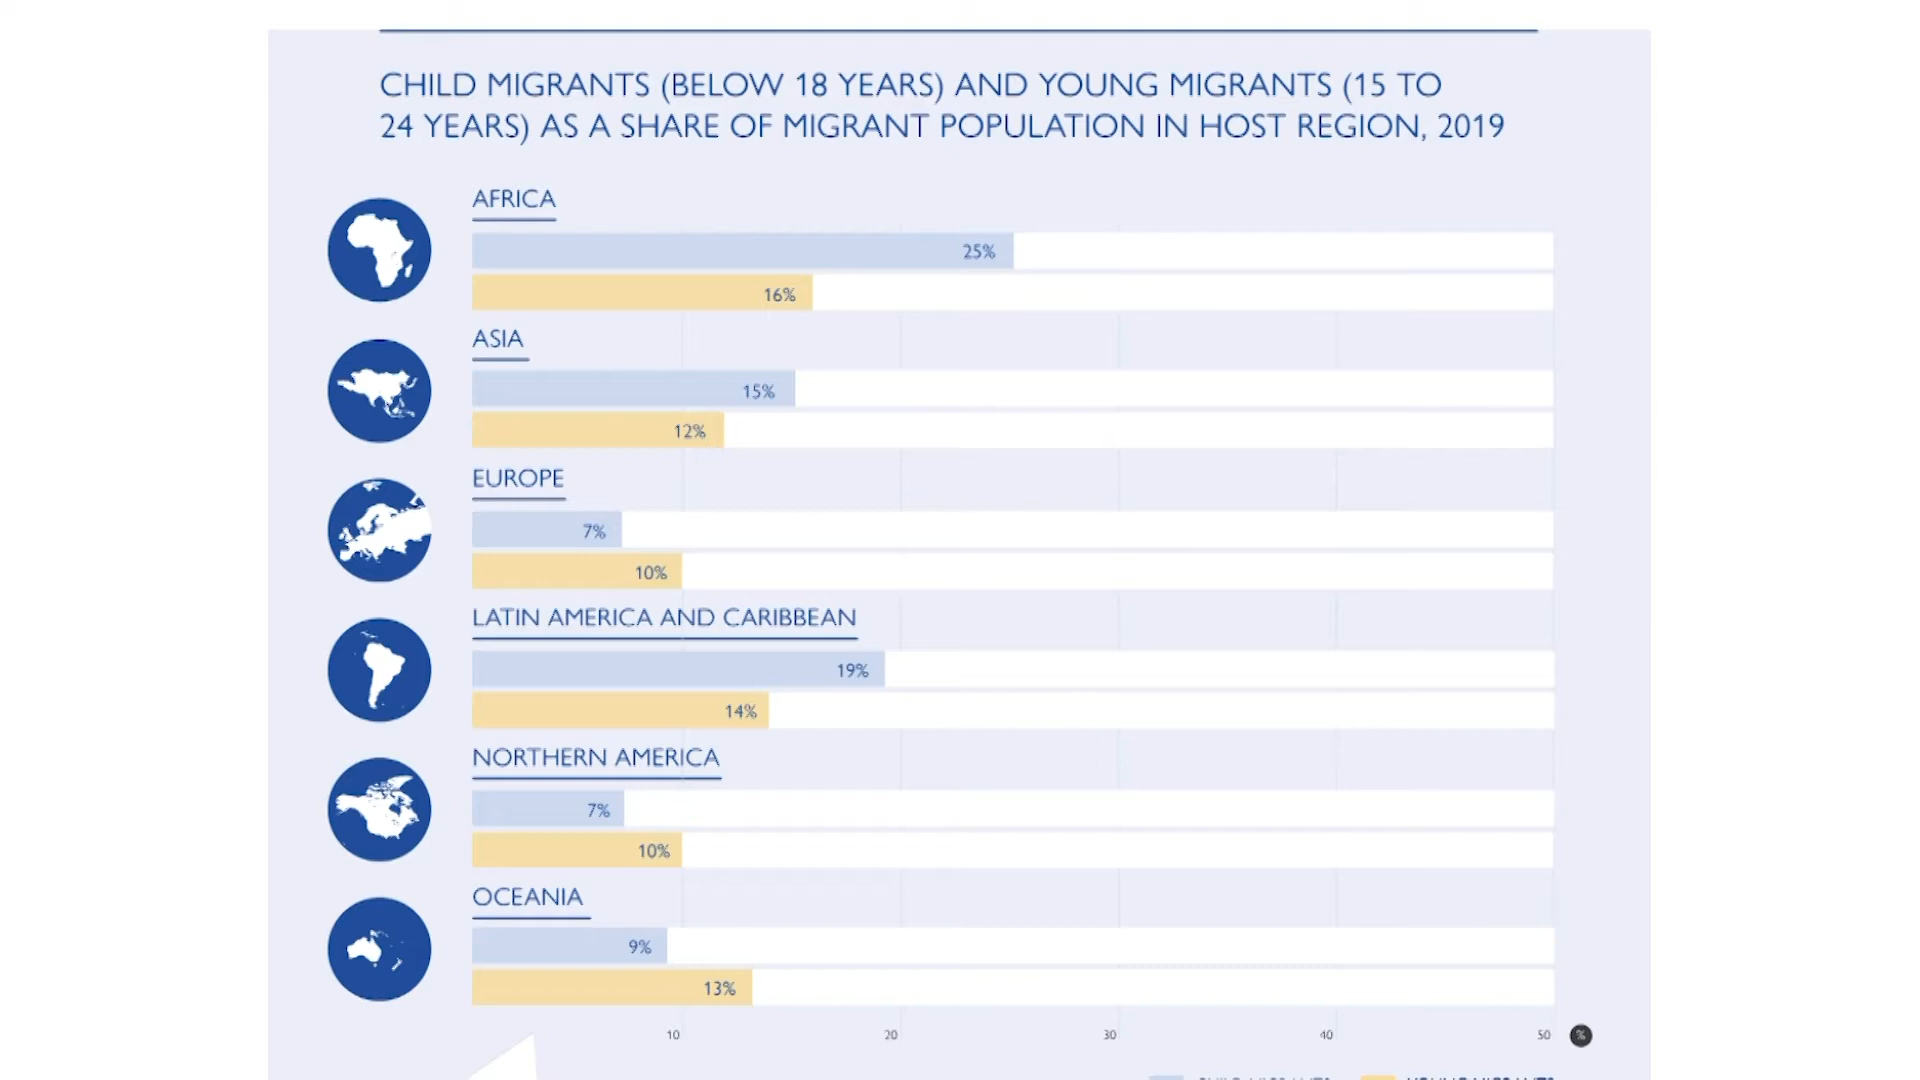 CHILD MIGRANTS (BELOW 18 YEARS) AND YOUNG MIGRANTS (15 TO
24 YEARS) AS A SHARE OF MIGRANT POPULATION IN HOST REGION, 2019
AFRICA
25%
16%
ASIA
15%
12%
EUROPE
7%
10%
LATIN AMERICA AND CARIBBEAN
19%
14%
NORTHERN AMERICA
7%
10%
OCEANIA
9%
13%
10 20 30 40 50 %